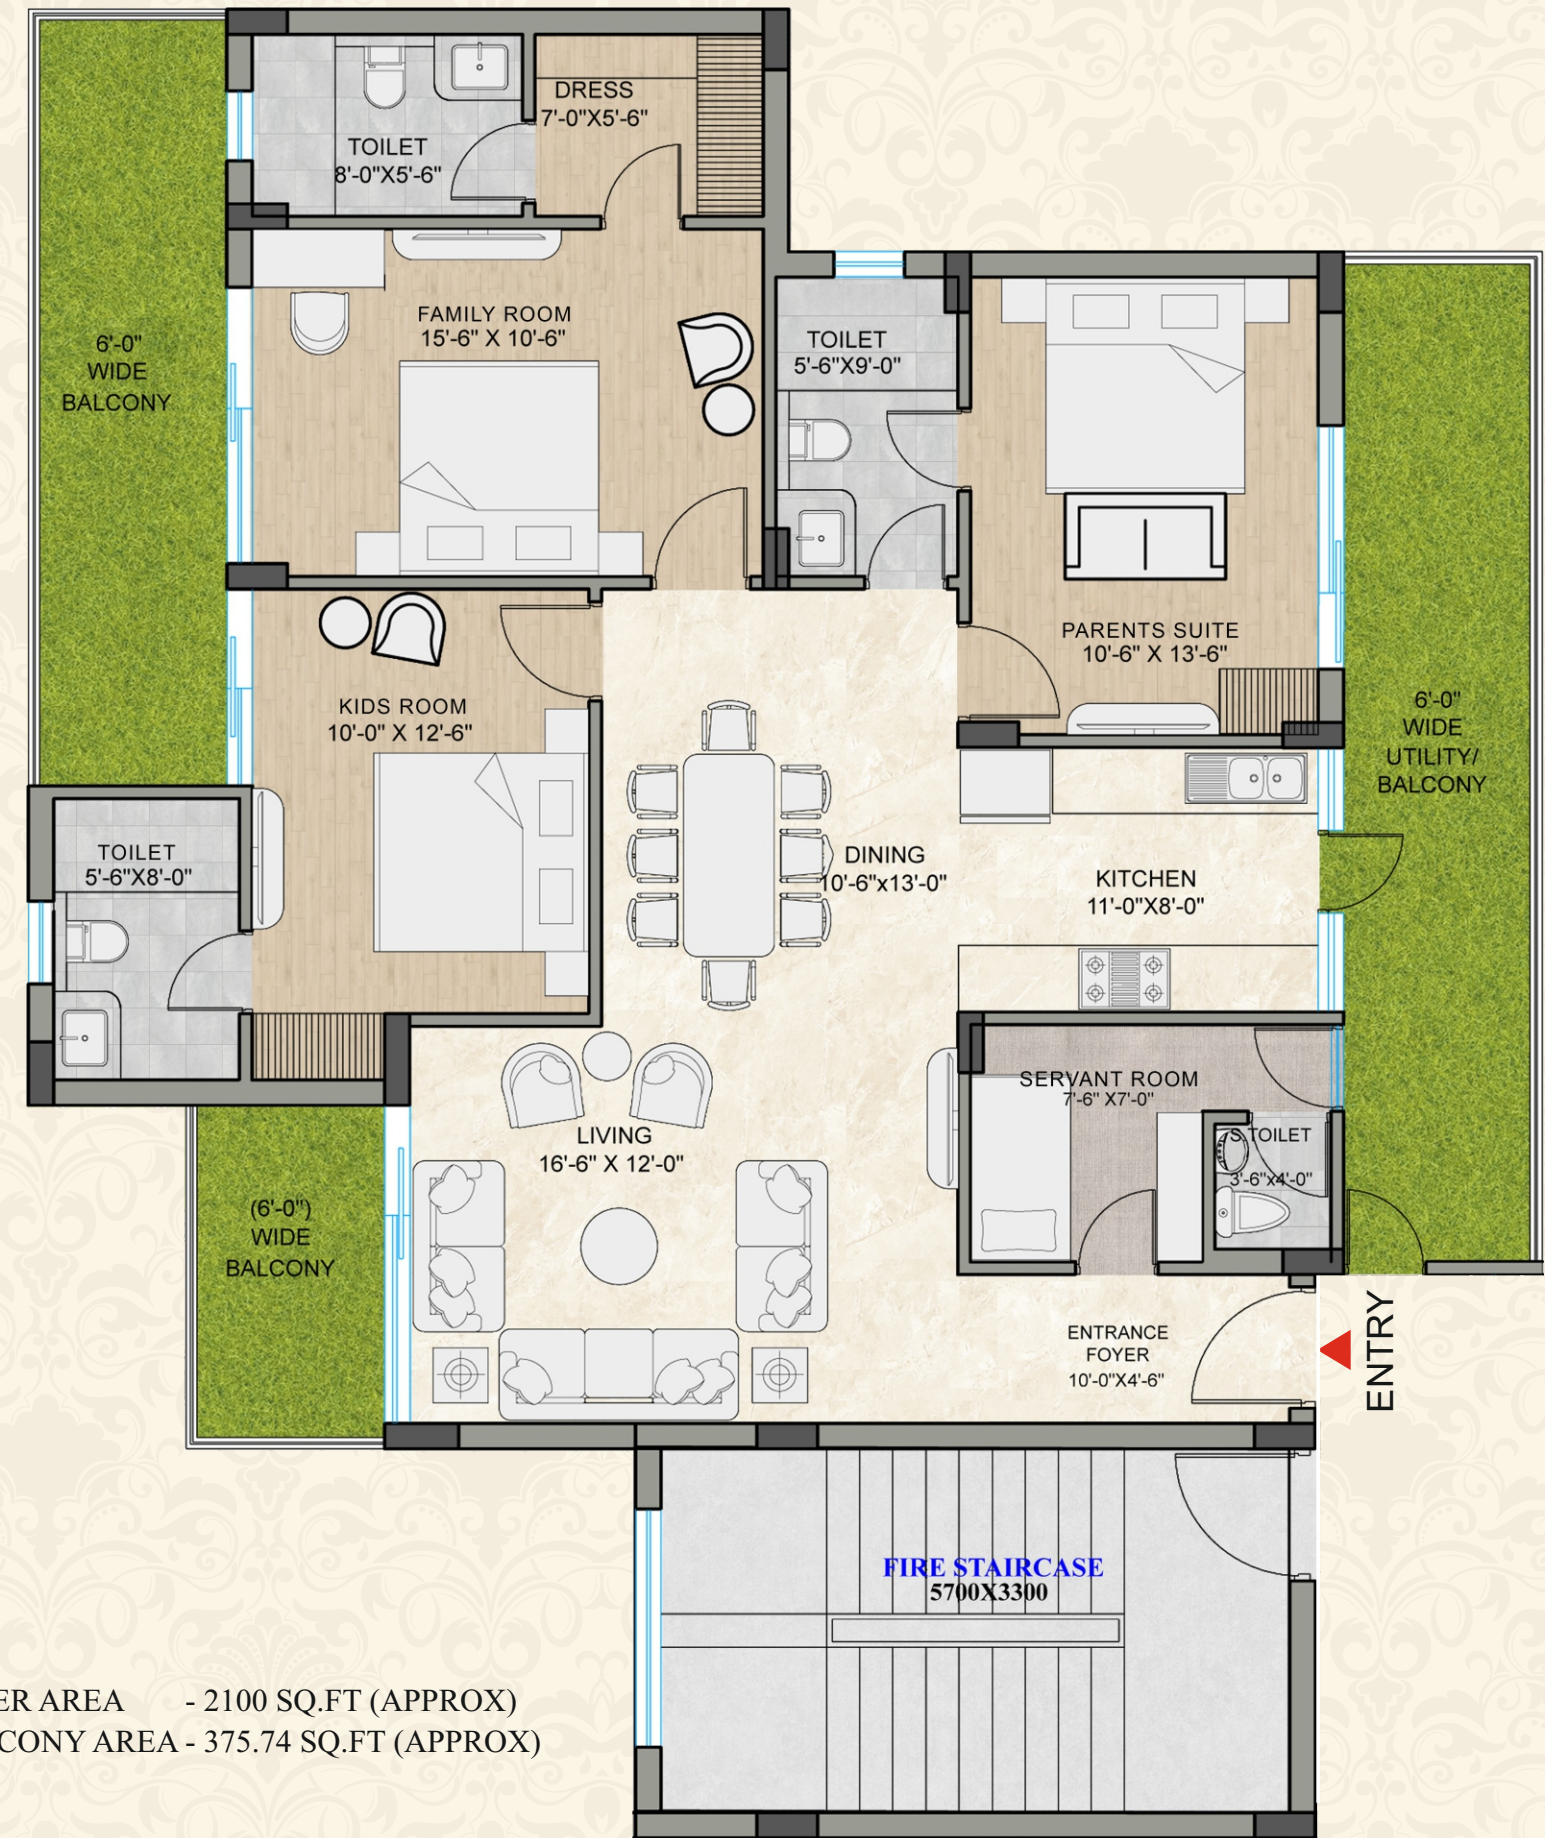 DRESS
7'-0"X5'-6"
TOILET
8'-0"X5'-6"
FAMILY ROOM
15'-6" X 10'-6"
6'-0"
WIDE
BALCONY
TOILET
5'-6"X9'-0"
PARENTS SUITE
10'-6" X 13'-6"
KIDS ROOM
10'-0" X 12'-6"
6'-0"
WIDE
UTILITY/
BALCONY
TOILET
5'-6"X8'-0"
DINING
10'-6"x13'-0"
KITCHEN
11'-0"X8'-0"
SERVANT ROOM
7'-6" X7'-0"
S.TOILET
3'-6"x4'-0"
LIVING
16'-6" X 12'-0"
(6'-0")
WIDE
BALCONY
ENTRANCE
FOYER
10'-0"X4'-6"
ENTRY
FIRE STAIRCASE
5700X3300
ER AREA - 2100 SQ.FT (APPROX)
CONY AREA - 375.74 SQ.FT (APPROX)